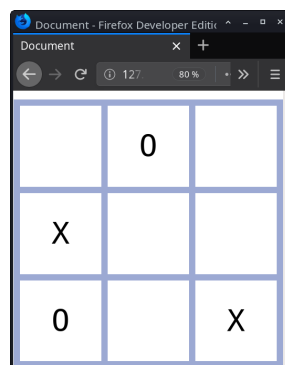 Document - Firefox Developer Editic
Document
127.
80 %
0
X
0 X